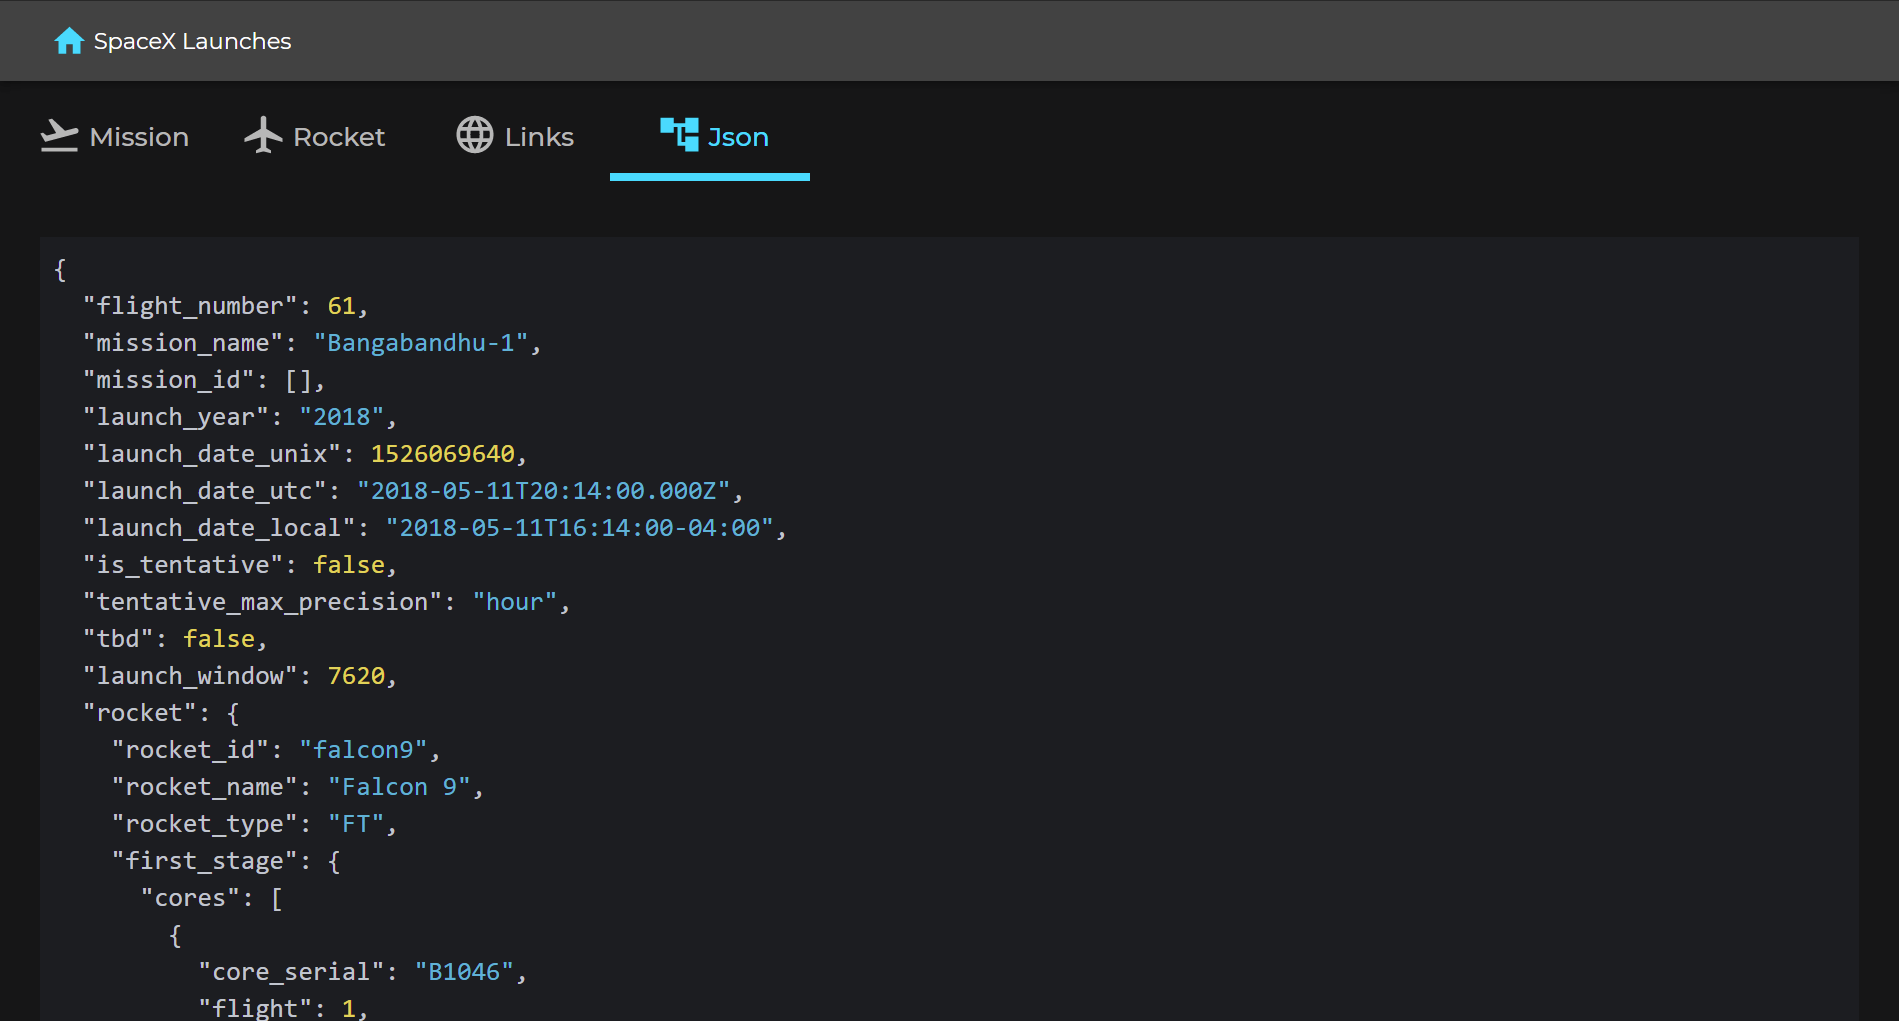 SpaceX Launches
Mission Rocket Links Json
{
  "flight_number": 61,
  "mission_name": "Bangabandhu-1",
  "mission_id": [],
  "launch_year": "2018",
  "launch_date_unix": 1526069640,
  "launch_date_utc": "2018-05-11T20:14:00.000Z",
  "launch_date_local": "2018-05-11T16:14:00-04:00",
  "is_tentative": false,
  "tentative_max_precision": "hour",
  "tbd": false,
  "launch_window": 7620,
  "rocket": {
    "rocket_id": "falcon9",
    "rocket_name": "Falcon 9",
    "rocket_type": "FT",
    "first_stage": {
      "cores": [
        {
          "core_serial": "B1046",
          "flight": 1,